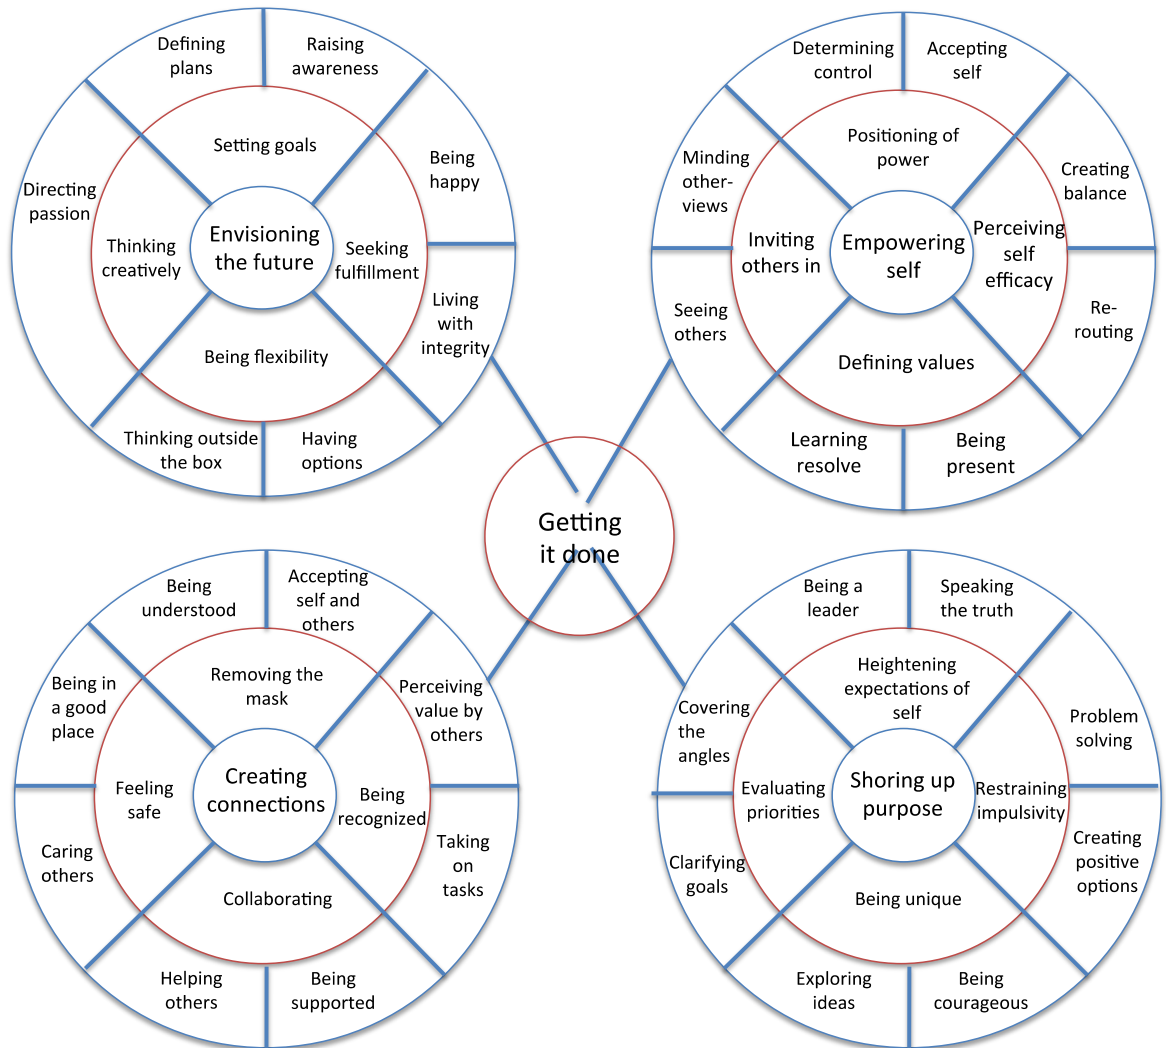 Defining
plans
Raising
awareness
Setting goals
Being
happy
Directing
passion
Thinking
creatively
Envisioning
the future
Seeking
fulfillment
Living
with
integrity
Being flexibility
Thinking outside
the box
Having
options
Determining
control
Accepting
self
Positioning of
power
Minding
other-
views
Creating
balance
Inviting
others in
Empowering
self
Perceiving
self
efficacy
Seeing
others
Re-
routing
Defining values
Learning
resolve
Being
present
Getting
it done
Being
understood
Accepting
self and
others
Removing the
mask
Being in
a good
place
Perceiving
value by
others
Feeling
safe
Creating
connections
Being
recognized
Caring
others
Taking
on
tasks
Collaborating
Helping
others
Being
supported
Being a
leader
Speaking
the truth
Heightening
expectations of
self
Covering
the
angles
Problem
solving
Evaluating
priorities
Shoring up
purpose
Restraining
impulsivity
Clarifying
goals
Creating
positive
options
Being unique
Exploring
ideas
Being
courageous